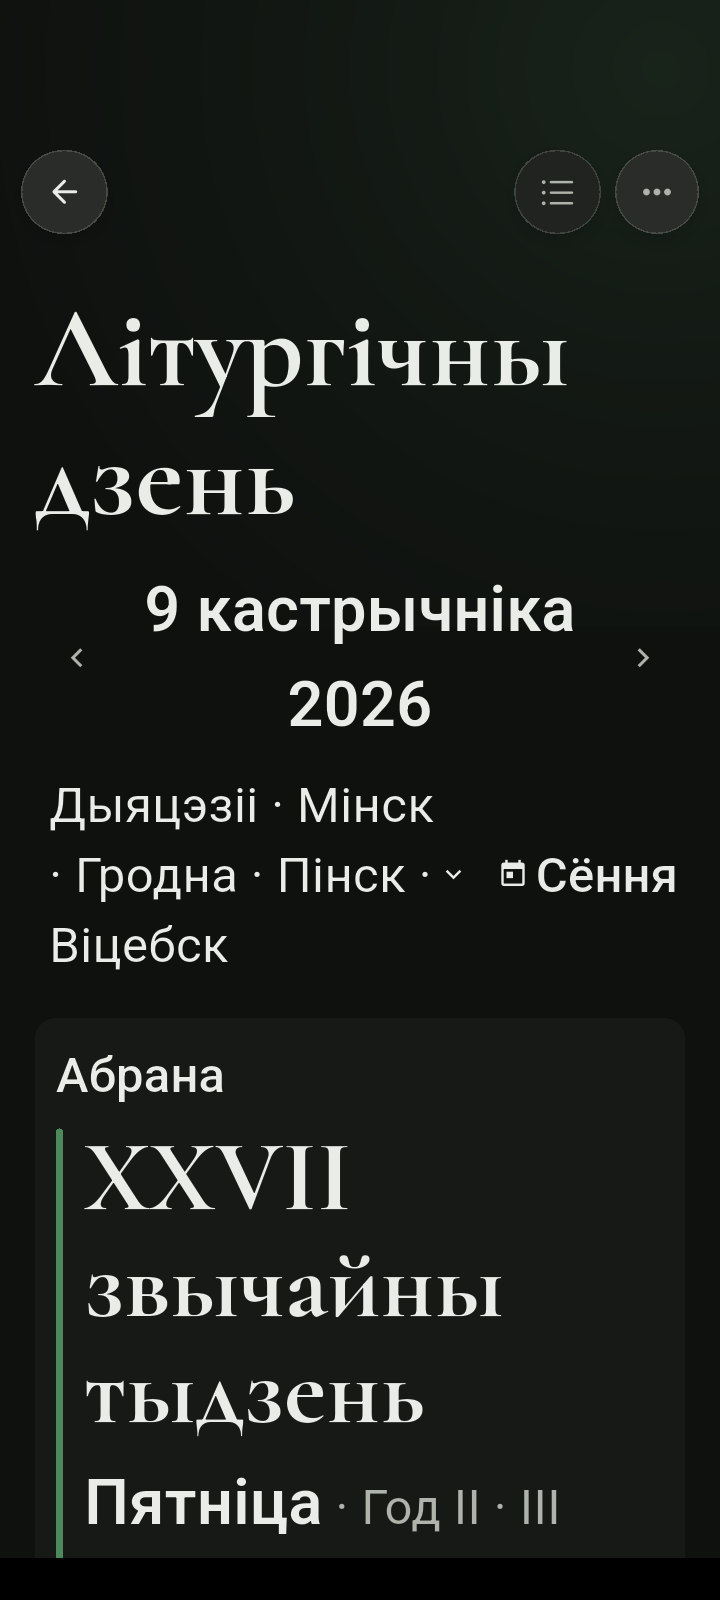 Літургічны
дзень
9 кастрычніка
2026
Дыяцэзіі · Мінск
· Гродна · Пінск ·
Віцебск
Сёння
Абрана
XXVII
звычайны
тыдзень
Пятніца · Год II · III